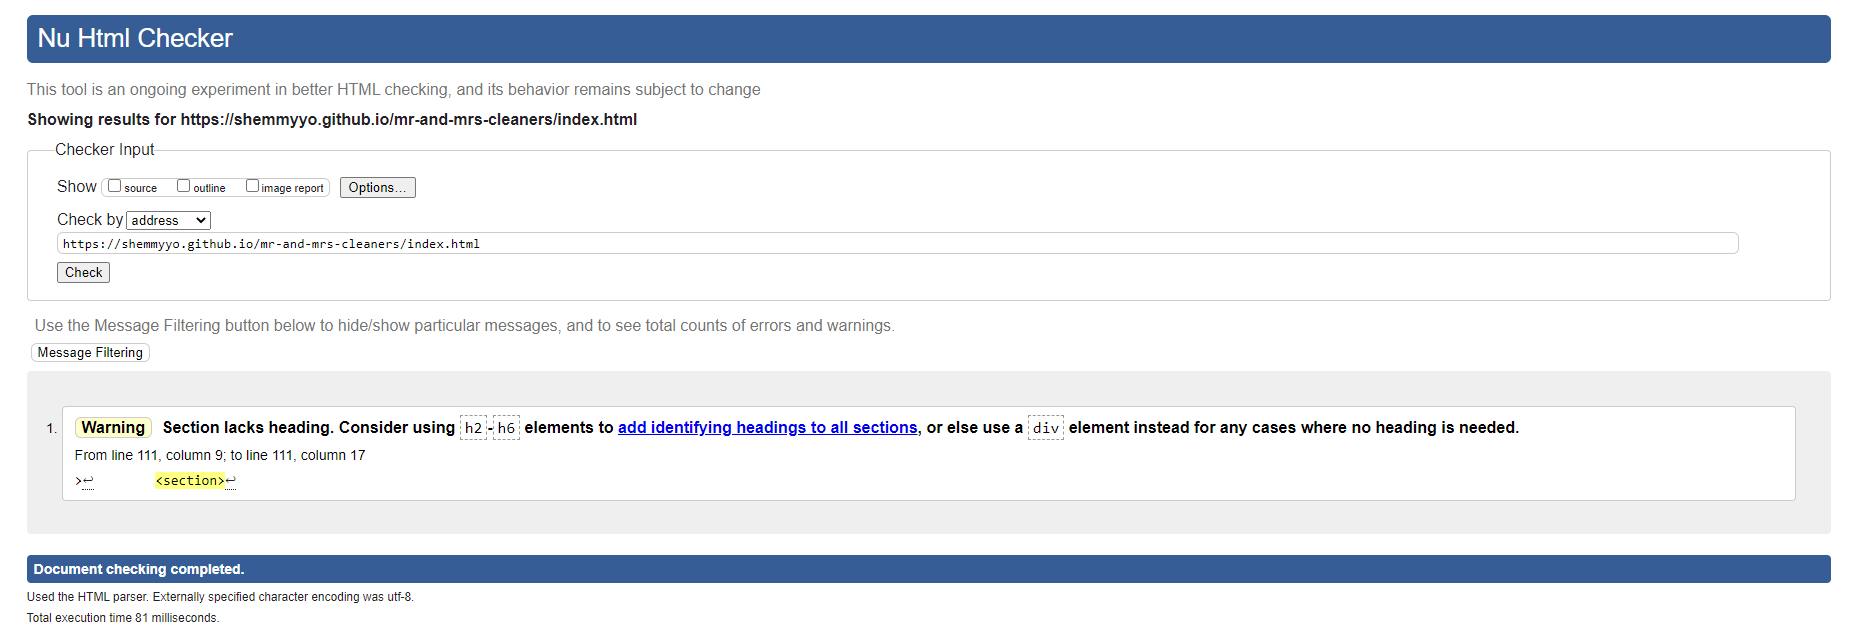 Nu Html Checker
This tool is an ongoing experiment in better HTML checking, and its behavior remains subject to change
Showing results for https://shemmyyo.github.io/mr-and-mrs-cleaners/index.html
Checker Input
Show source outline image report Options...
Check by address
https://shemmyyo.github.io/mr-and-mrs-cleaners/index.html
Check
Use the Message Filtering button below to hide/show particular messages, and to see total counts of errors and warnings.
Message Filtering
1. Warning Section lacks heading. Consider using h2-h6 elements to add identifying headings to all sections, or else use a div element instead for any cases where no heading is needed.
From line 111, column 9; to line 111, column 17
>↩ <section>↩
Document checking completed.
Used the HTML parser. Externally specified character encoding was utf-8.
Total execution time 81 milliseconds.